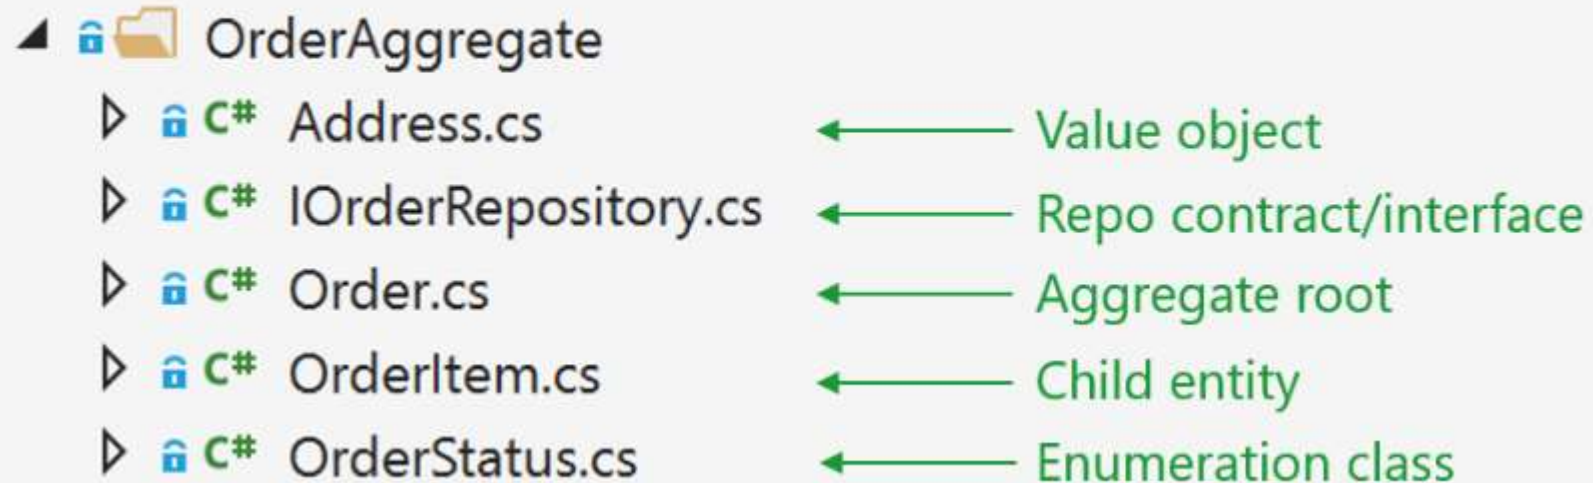 OrderAggregate
C# Address.cs Value object
C# IOrderRepository.cs Repo contract/interface
C# Order.cs Aggregate root
C# OrderItem.cs Child entity
C# OrderStatus.cs Enumeration class